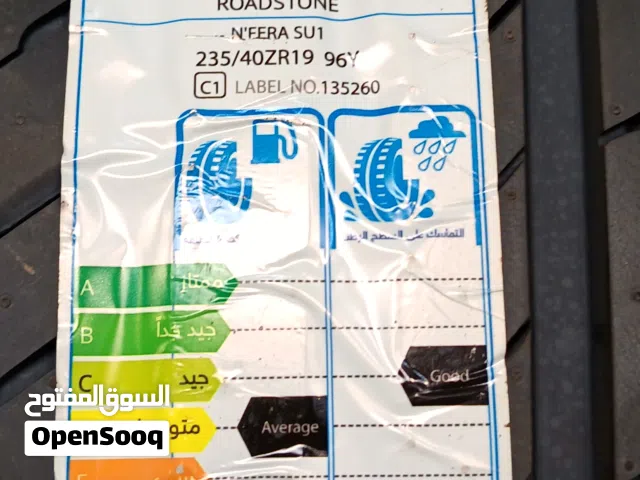 ROADSTONE
N'FERA SU1
235/40ZR19 96Y
C1 LABEL NO.135260
التماسك على السطح الرطب
A ممتاز
B جيد جداً
C جيد
Good
Average
السوق المفتوح
OpenSooq